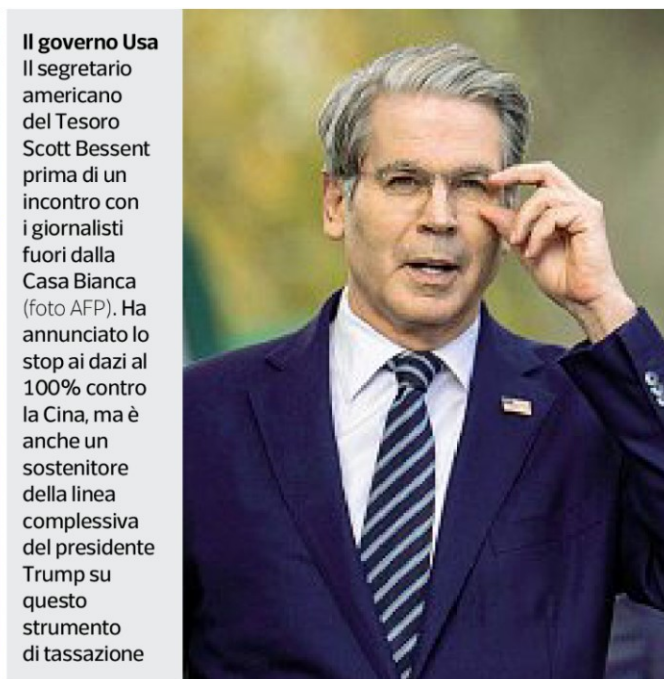 Il governo Usa
Il segretario
americano
del Tesoro
Scott Bessent
prima di un
incontro con
i giornalisti
fuori dalla
Casa Bianca
(foto AFP). Ha
annunciato lo
stop ai dazi al
100% contro
la Cina, ma è
anche un
sostenitore
della linea
complessiva
del presidente
Trump su
questo
strumento
di tassazione